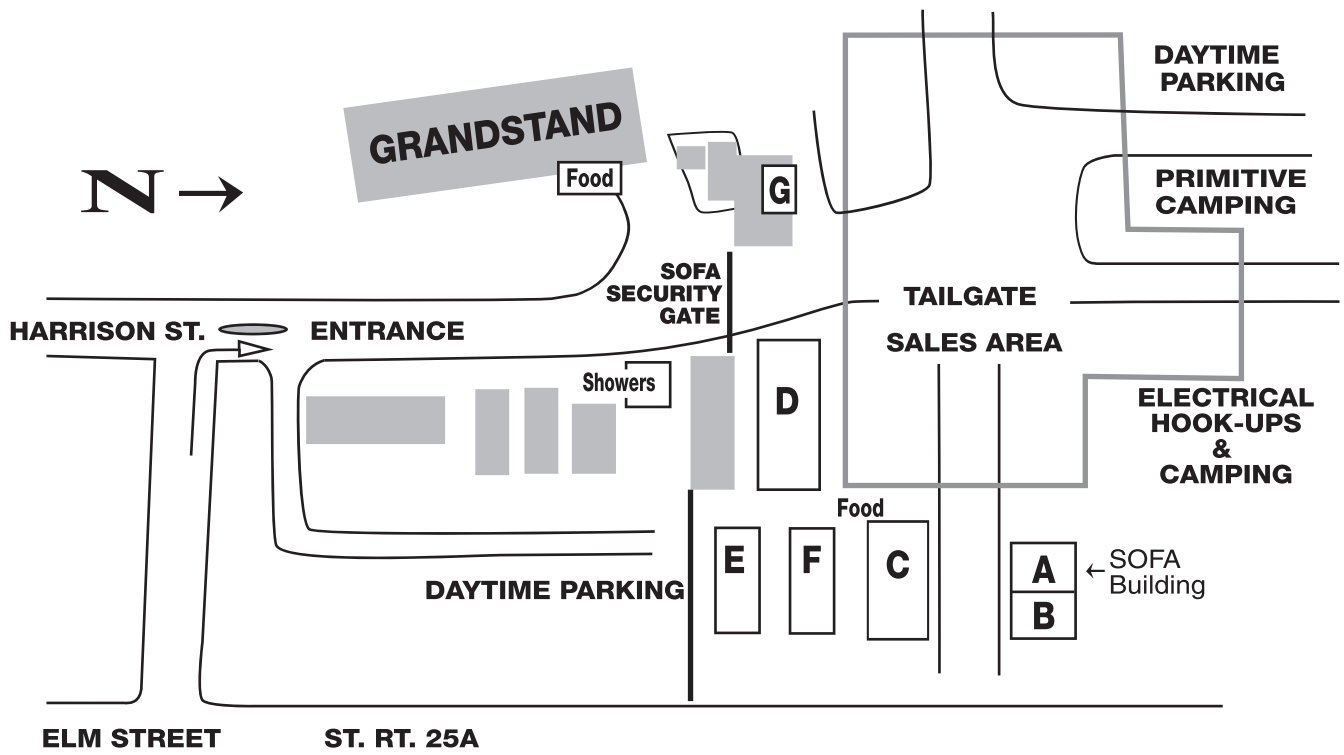 DAYTIME
PARKING
GRANDSTAND
Food
N
G
PRIMITIVE
CAMPING
SOFA
SECURITY
GATE
TAILGATE
SALES AREA
HARRISON ST.
ENTRANCE
Showers
D
ELECTRICAL
HOOK-UPS
&
CAMPING
Food
E
F
C
A
B
SOFA
Building
DAYTIME PARKING
ELM STREET
ST. RT. 25A